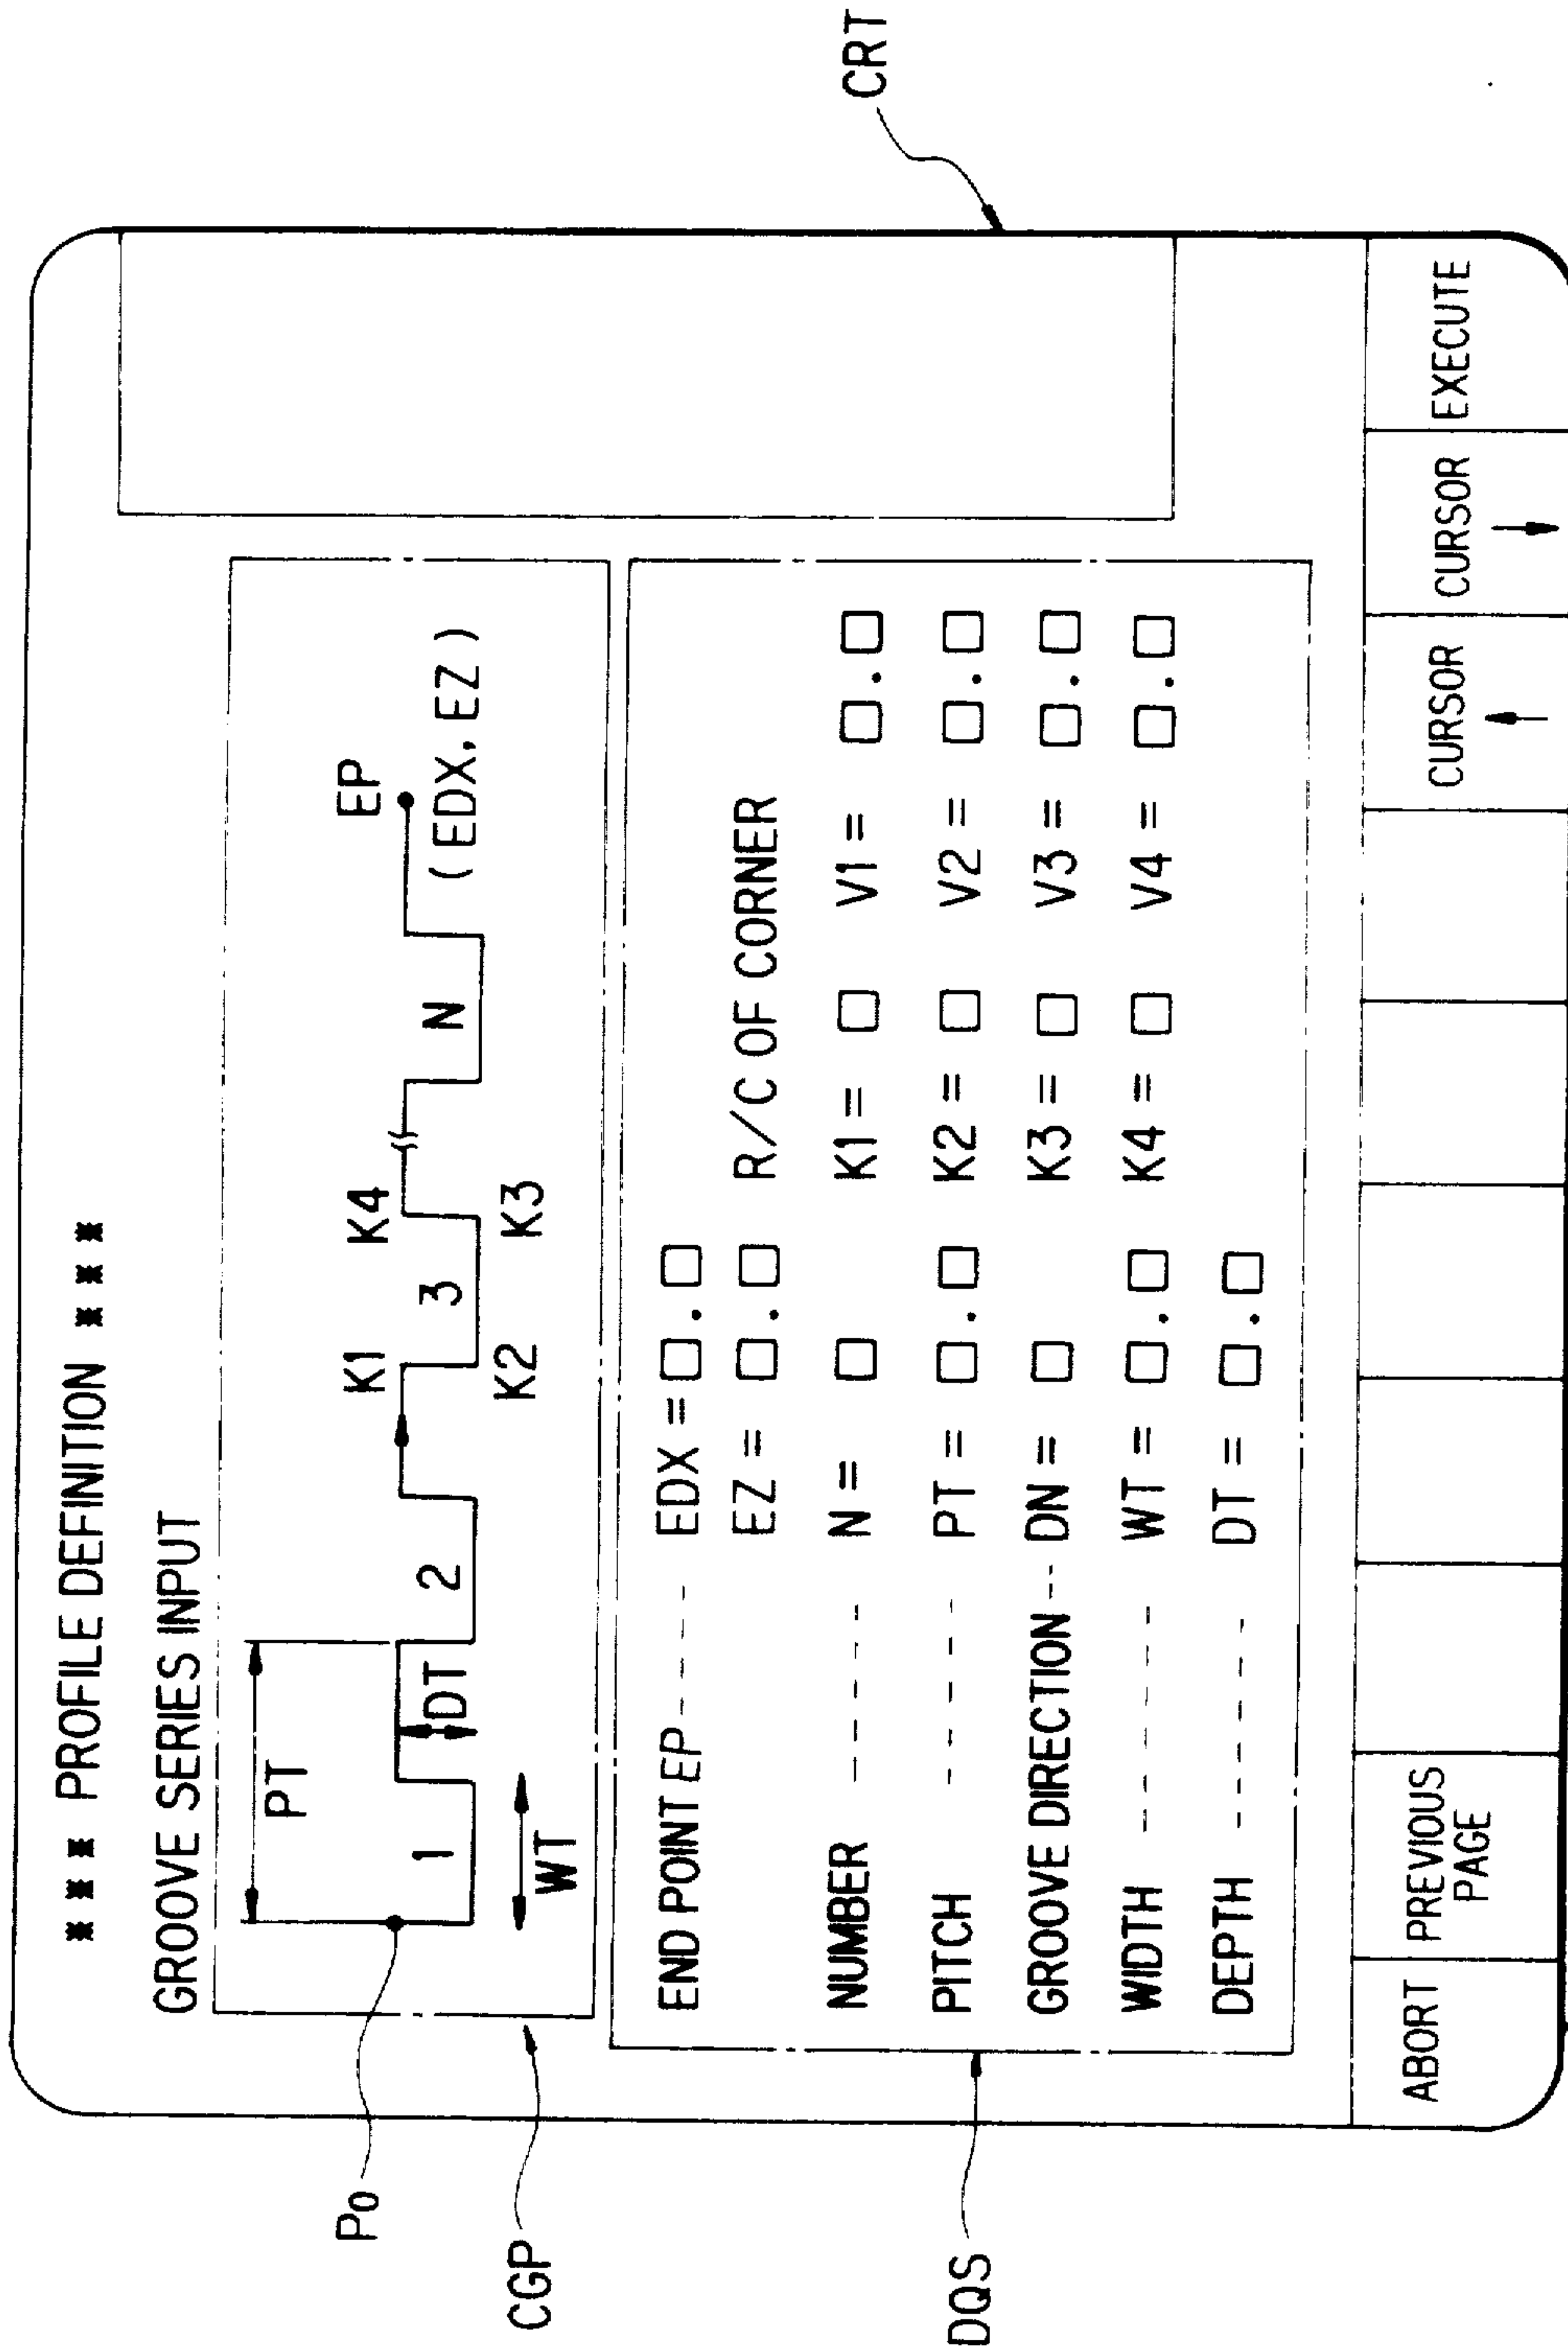 *** PROFILE DEFINITION ***
GROOVE SERIES INPUT
PT
P0
K1 K4
EP
1 DT 2 3 N
(EDX, EZ)
WT
K2 K3
CGP
END POINT EP ---- EDX = □.□
EZ = □.□ R/C OF CORNER
NUMBER ----- N = □ K1 = □ V1 = □.□
PITCH ----- PT = □.□ K2 = □ V2 = □.□
GROOVE DIRECTION -- DN = □ K3 = □ V3 = □.□
WIDTH ----- WT = □.□ K4 = □ V4 = □.□
DEPTH ----- DT = □.□
DQS
CRT
ABORT PREVIOUS PAGE CURSOR ↑ CURSOR ↓ EXECUTE